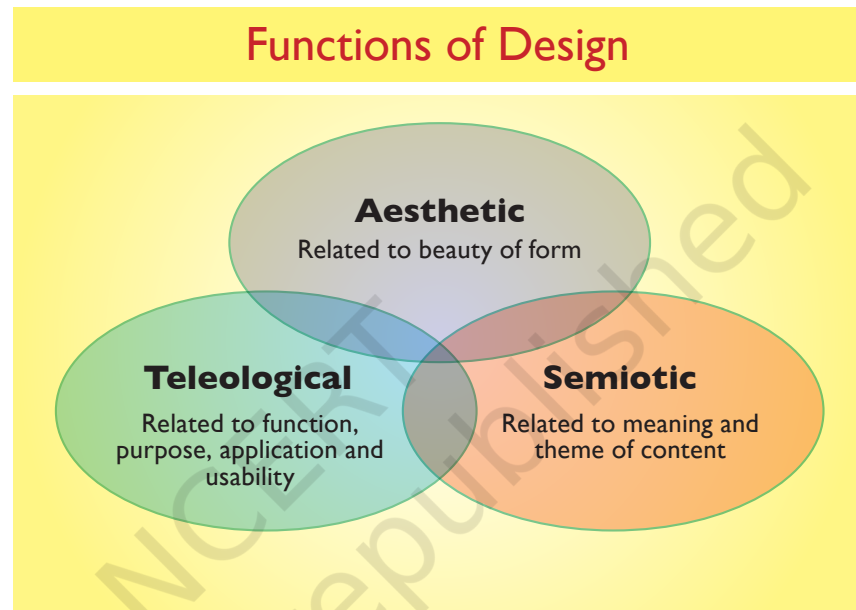 Functions of Design
Aesthetic
Related to beauty of form
Teleological
Related to function,
purpose, application and
usability
Semiotic
Related to meaning and
theme of content
NCERT
republished